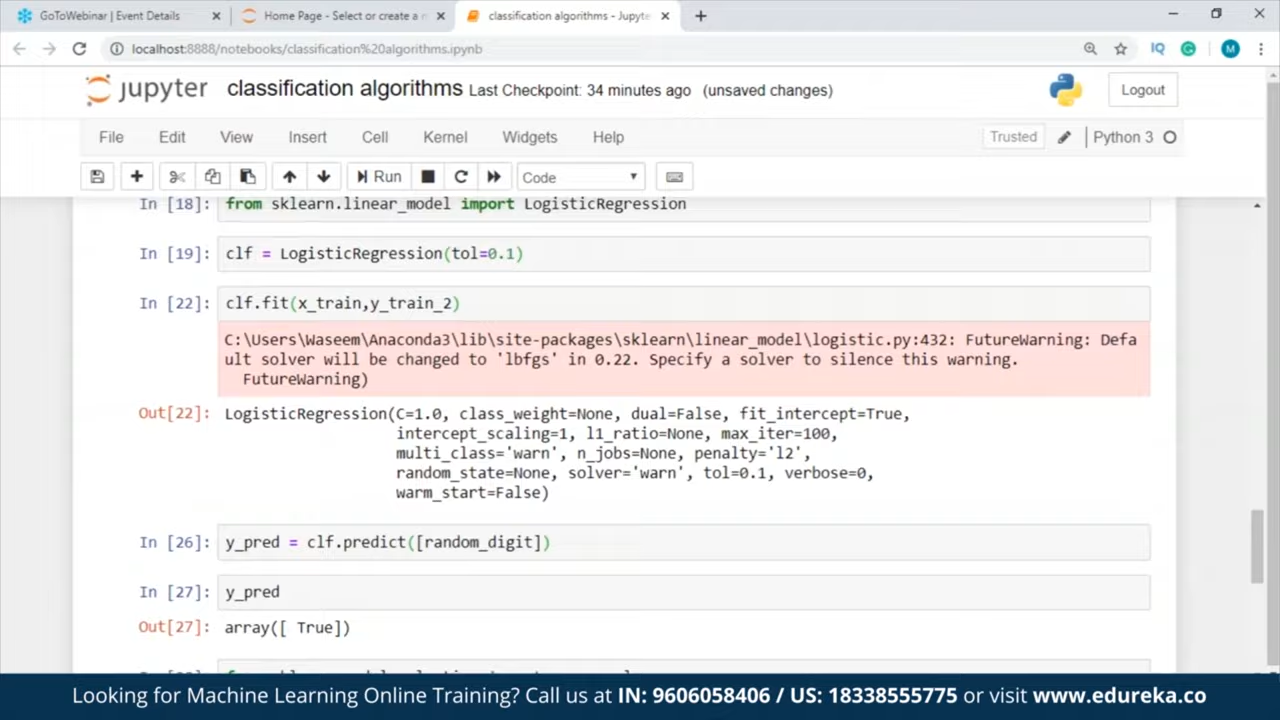 GoToWebinar | Event Details
Home Page - Select or create a n
classification algorithms - Jupyte
localhost:8888/notebooks/classification%20algorithms.ipynb
IQ
M
jupyter classification algorithms Last Checkpoint: 34 minutes ago (unsaved changes)
Logout
File Edit View Insert Cell Kernel Widgets Help
Trusted
Python 3
Run
Code
In [18]: from sklearn.linear_model import LogisticRegression
In [19]: clf = LogisticRegression(tol=0.1)
In [22]: clf.fit(x_train,y_train_2)
C:\Users\Waseem\Anaconda3\lib\site-packages\sklearn\linear_model\logistic.py:432: FutureWarning: Defa
ult solver will be changed to 'lbfgs' in 0.22. Specify a solver to silence this warning.
FutureWarning)
Out[22]: LogisticRegression(C=1.0, class_weight=None, dual=False, fit_intercept=True,
intercept_scaling=1, l1_ratio=None, max_iter=100,
multi_class='warn', n_jobs=None, penalty='l2',
random_state=None, solver='warn', tol=0.1, verbose=0,
warm_start=False)
In [26]: y_pred = clf.predict([random_digit])
In [27]: y_pred
Out[27]: array([ True])
Looking for Machine Learning Online Training? Call us at IN: 9606058406 / US: 18338555775 or visit www.edureka.co